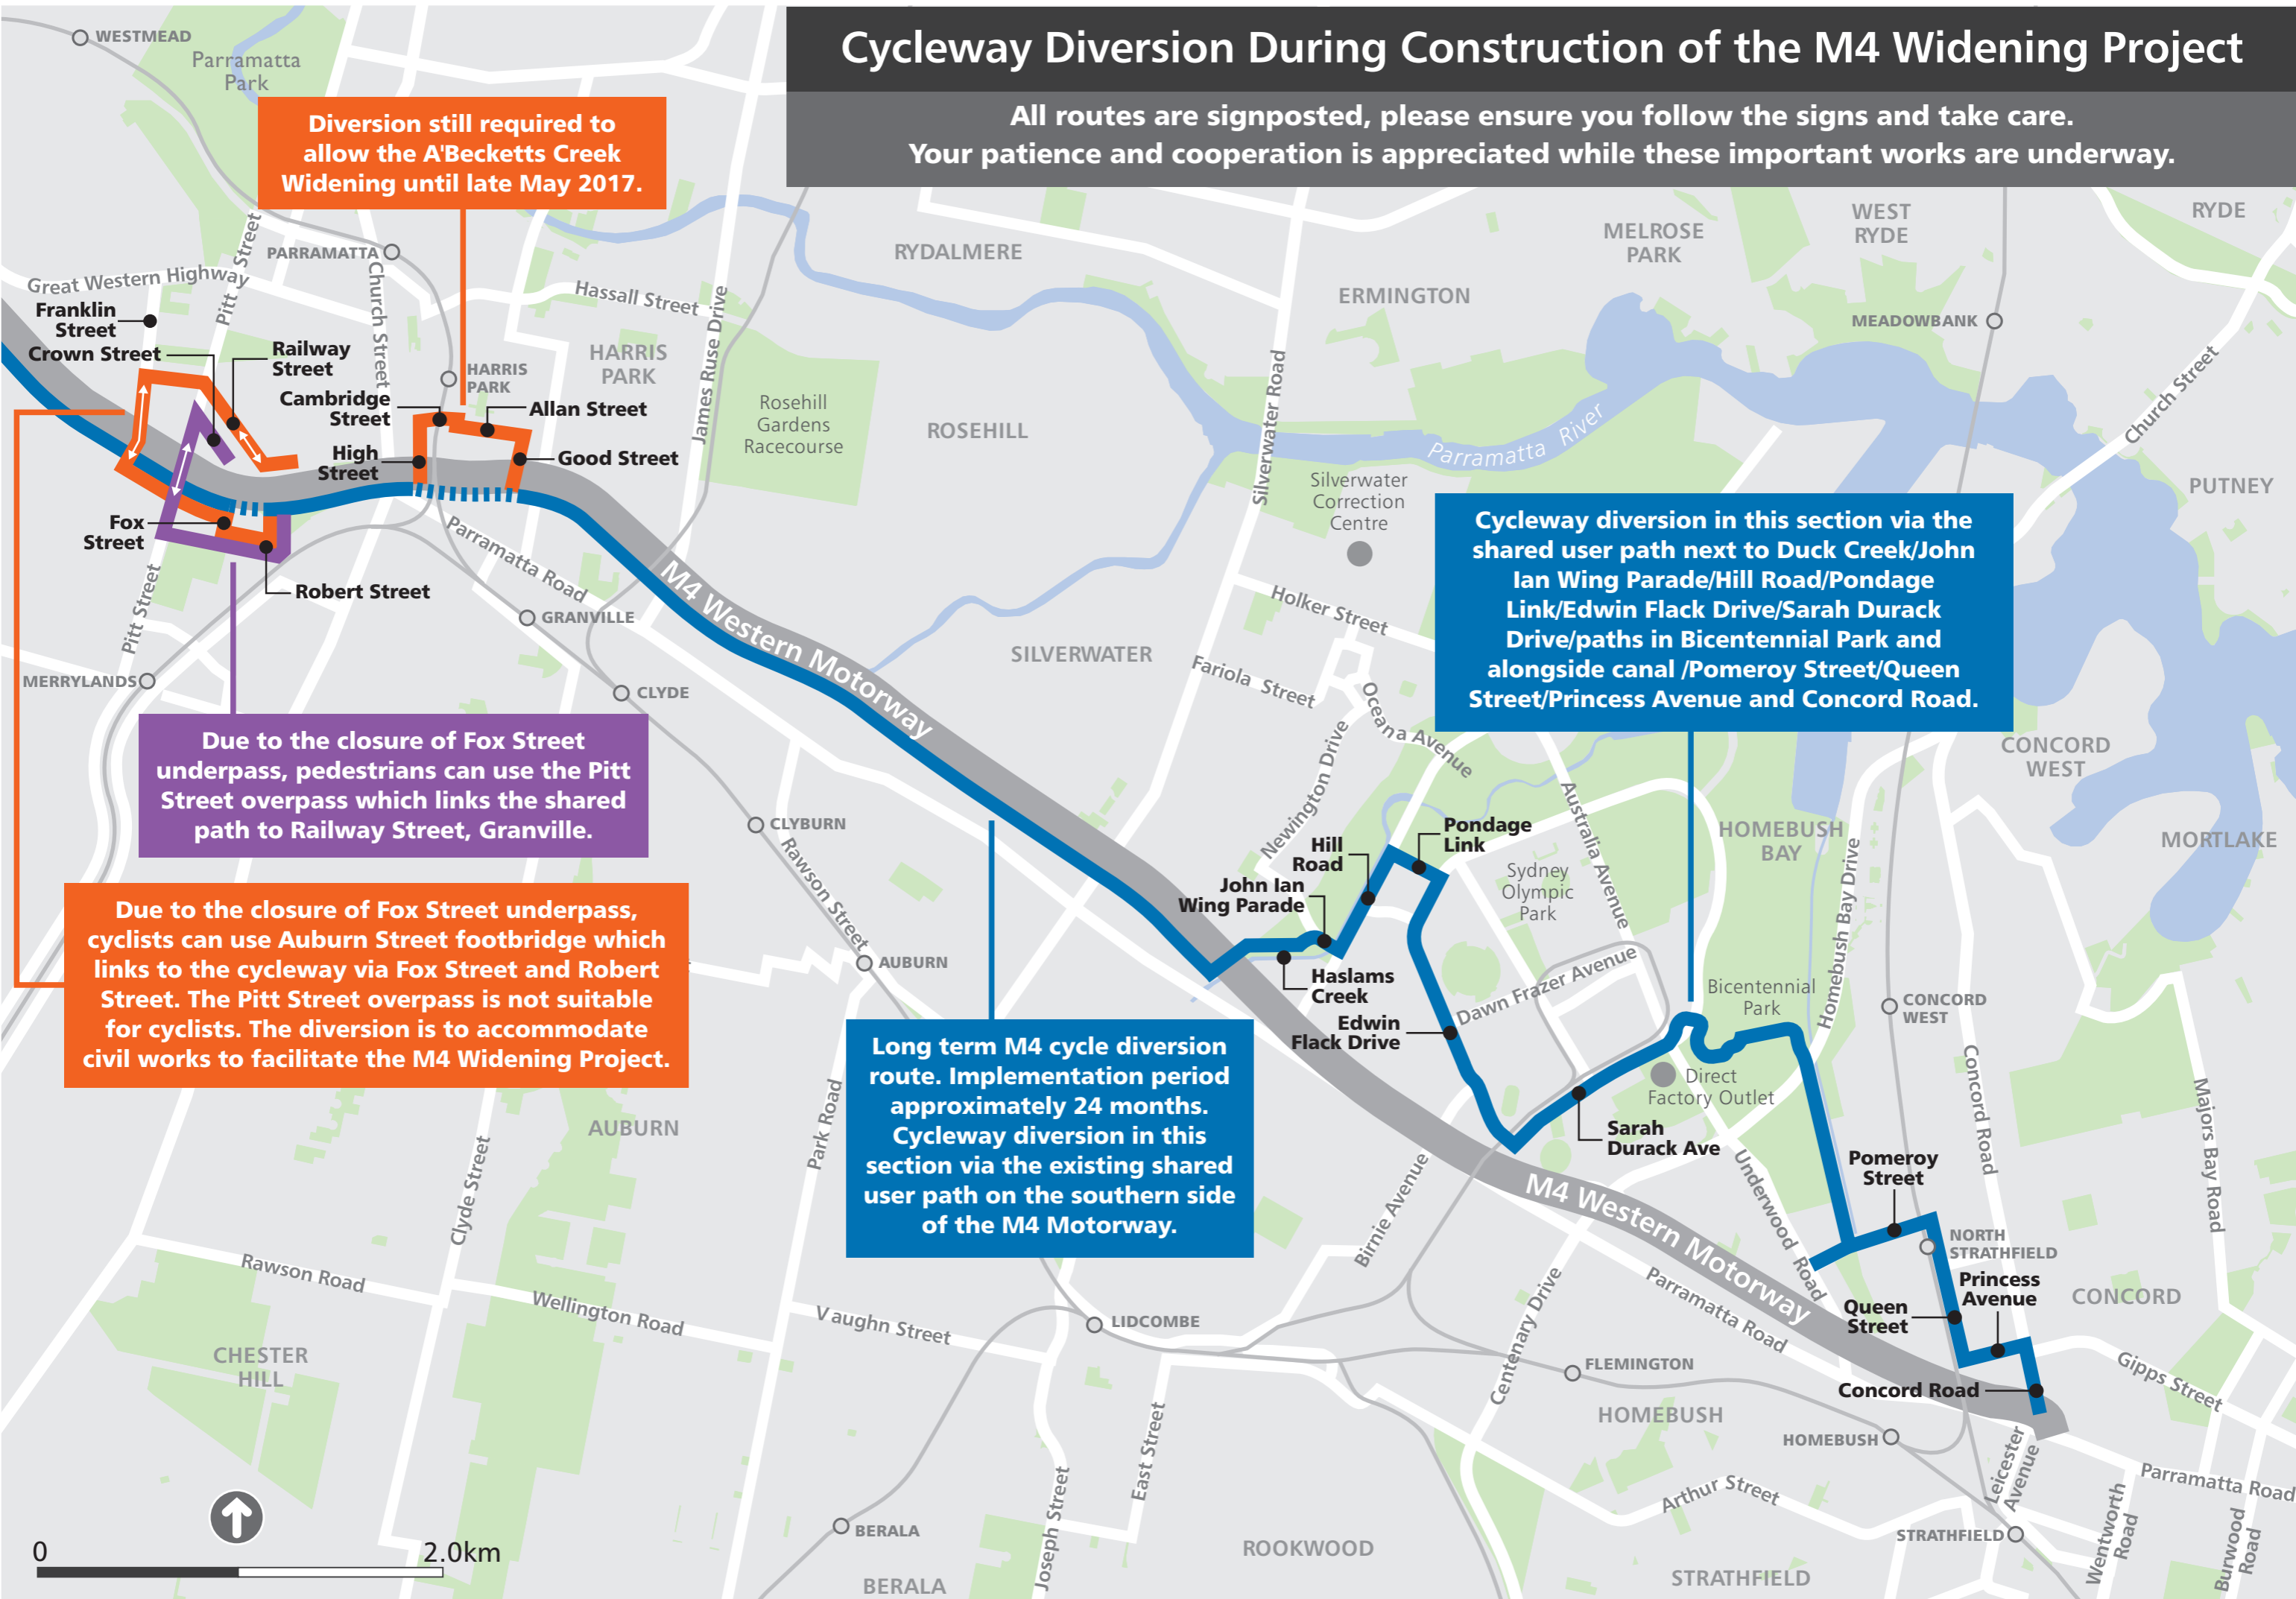 Cycleway Diversion During Construction of the M4 Widening Project
All routes are signposted, please ensure you follow the signs and take care.
Your patience and cooperation is appreciated while these important works are underway.
WESTMEAD
Parramatta
Park
Diversion still required to
allow the A'Becketts Creek
Widening until late May 2017.
PARRAMATTA
Great Western Highway
Pitt Street
Church Street
Hassall Street
James Ruse Drive
Franklin
Street
Crown Street
Railway
Street
HARRIS
PARK
HARRIS
PARK
Cambridge
Street
Allan Street
High
Street
Good Street
Fox
Street
Robert Street
Pitt Street
Parramatta Road
MERRYLANDS
GRANVILLE
CLYDE
Rosehill
Gardens
Racecourse
RYDALMERE
ROSEHILL
ERMINGTON
MELROSE
PARK
WEST
RYDE
RYDE
MEADOWBANK
Church Street
PUTNEY
Silverwater Road
Parramatta River
Silverwater
Correction
Centre
Holker Street
Fariola Street
Oceana Avenue
Newington Drive
SILVERWATER
M4 Western Motorway
Cycleway diversion in this section via the
shared user path next to Duck Creek/John
Ian Wing Parade/Hill Road/Pondage
Link/Edwin Flack Drive/Sarah Durack
Drive/paths in Bicentennial Park and
alongside canal /Pomeroy Street/Queen
Street/Princess Avenue and Concord Road.
Due to the closure of Fox Street
underpass, pedestrians can use the Pitt
Street overpass which links the shared
path to Railway Street, Granville.
Due to the closure of Fox Street underpass,
cyclists can use Auburn Street footbridge which
links to the cycleway via Fox Street and Robert
Street. The Pitt Street overpass is not suitable
for cyclists. The diversion is to accommodate
civil works to facilitate the M4 Widening Project.
CLYBURN
Rawson Street
AUBURN
Long term M4 cycle diversion
route. Implementation period
approximately 24 months.
Cycleway diversion in this
section via the existing shared
user path on the southern side
of the M4 Motorway.
Hill
Road
Pondage
Link
John Ian
Wing Parade
Haslams
Creek
Edwin
Flack Drive
Australia Avenue
Sydney
Olympic
Park
Dawn Frazer Avenue
HOMEBUSH
BAY
Homebush Bay Drive
Bicentennial
Park
Direct
Factory Outlet
Sarah
Durack Ave
CONCORD
WEST
CONCORD
WEST
MORTLAKE
Concord Road
Majors Bay Road
Pomeroy
Street
NORTH
STRATHFIELD
Princess
Avenue
Queen
Street
CONCORD
Concord Road
Gipps Street
Underwood Road
M4 Western Motorway
Parramatta Road
Birnie Avenue
Centenary Drive
AUBURN
Park Road
Clyde Street
Rawson Road
Wellington Road
Vaughn Street
LIDCOMBE
FLEMINGTON
HOMEBUSH
HOMEBUSH
CHESTER
HILL
East Street
Joseph Street
Arthur Street
Leicester
Avenue
Parramatta Road
Wentworth
Road
Burwood
Road
STRATHFIELD
STRATHFIELD
ROOKWOOD
BERALA
BERALA
0
2.0km